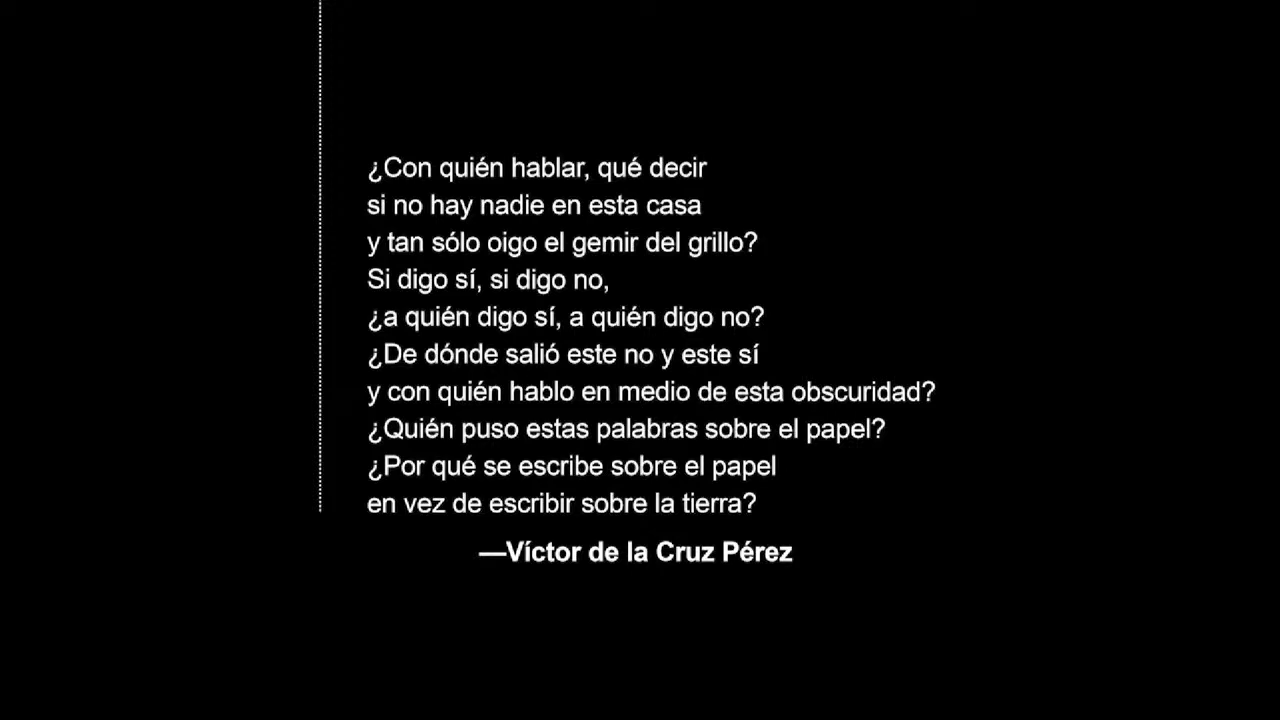 ¿Con quién hablar, qué decir
si no hay nadie en esta casa
y tan sólo oigo el gemir del grillo?
Si digo sí, si digo no,
¿a quién digo sí, a quién digo no?
¿De dónde salió este no y este sí
y con quién hablo en medio de esta obscuridad?
¿Quién puso estas palabras sobre el papel?
¿Por qué se escribe sobre el papel
en vez de escribir sobre la tierra?
—Víctor de la Cruz Pérez